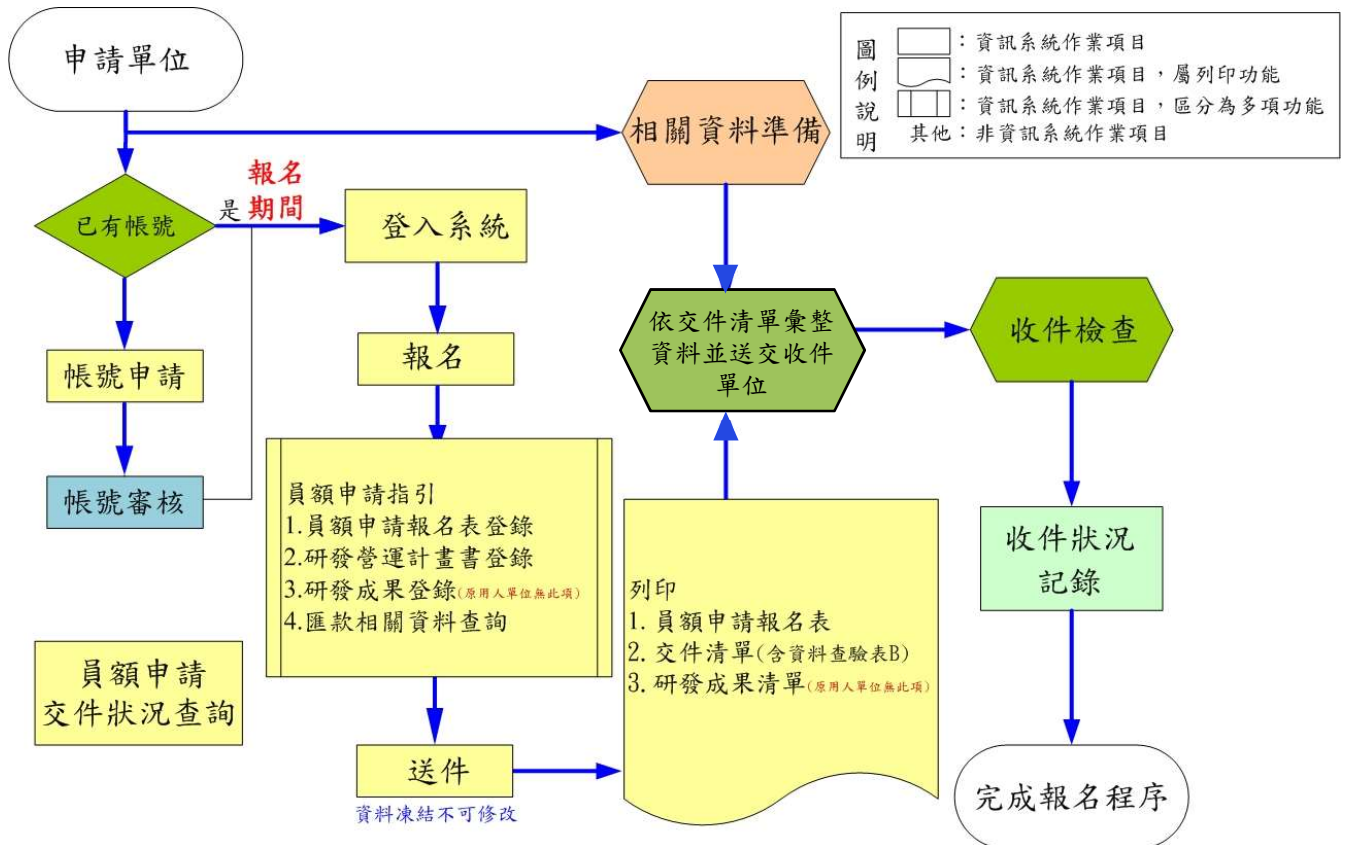 申請單位
相關資料準備
圖例說明
：資訊系統作業項目
：資訊系統作業項目，屬列印功能
：資訊系統作業項目，區分為多項功能
其他：非資訊系統作業項目
已有帳號
是
報名
期間
登入系統
帳號申請
帳號審核
報名
依交件清單彙整
資料並送交收件
單位
收件檢查
員額申請指引
1.員額申請報名表登錄
2.研發營運計畫書登錄
3.研發成果登錄(原用人單位無此項)
4.匯款相關資料查詢
收件狀況
記錄
列印
1. 員額申請報名表
2. 交件清單(含資料查驗表B)
3. 研發成果清單(原用人單位無此項)
員額申請
交件狀況查詢
送件
資料凍結不可修改
完成報名程序